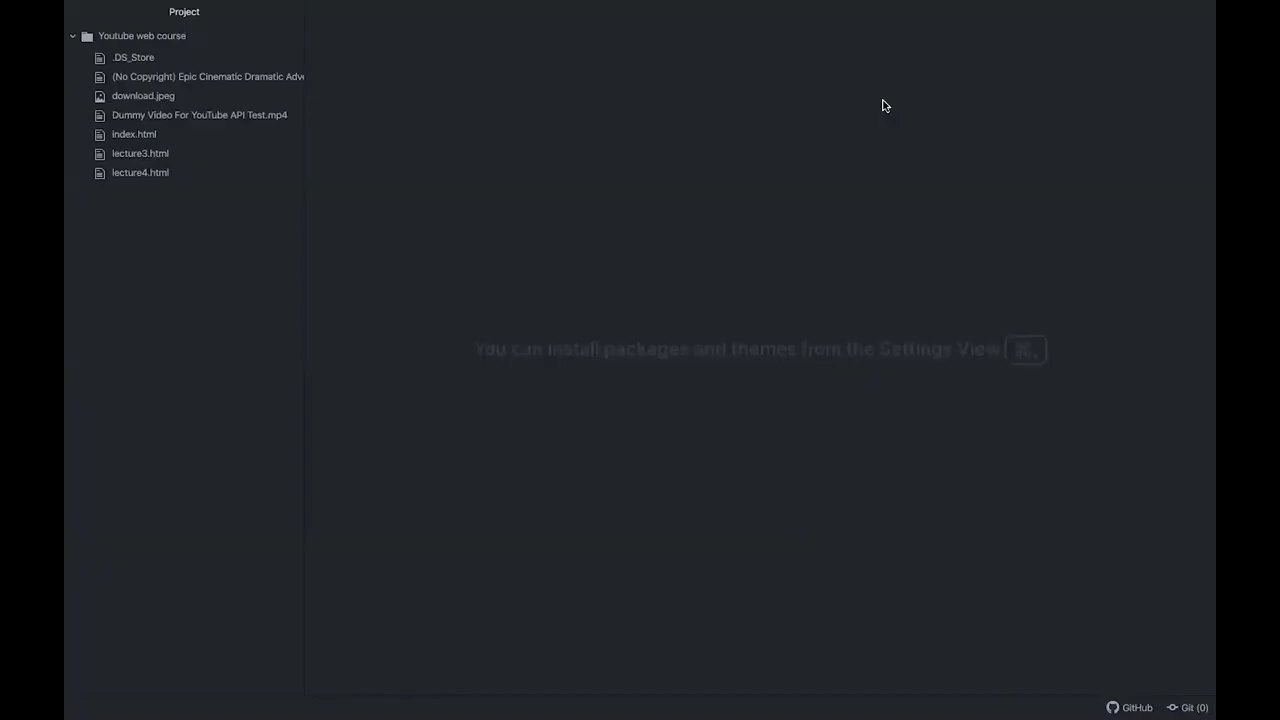 Project
Youtube web course
.DS_Store
(No Copyright) Epic Cinematic Dramatic Adve
download.jpeg
Dummy Video For YouTube API Test.mp4
index.html
lecture3.html
lecture4.html
You can install packages and themes from the Settings View ⌘,
GitHub
Git (0)